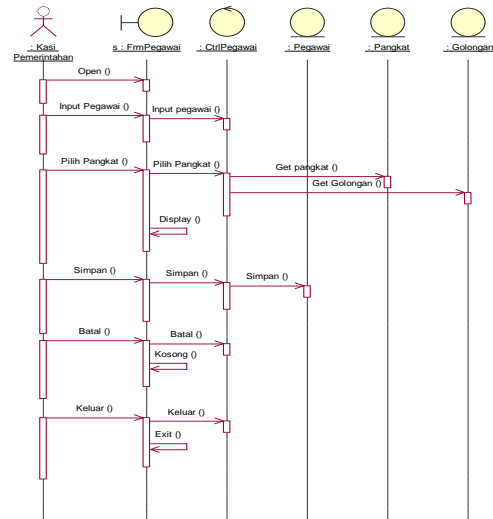 : Kasi
Pemerintahan
s : FrmPegawai
: CtrlPegawai
: Pegawai
: Pangkat
: Golongan
Open ()
Input Pegawai ()
Input pegawai ()
Pilih Pangkat ()
Pilih Pangkat ()
Get pangkat ()
Get Golongan ()
Display ()
Simpan ()
Simpan ()
Simpan ()
Batal ()
Batal ()
Kosong ()
Keluar ()
Keluar ()
Exit ()